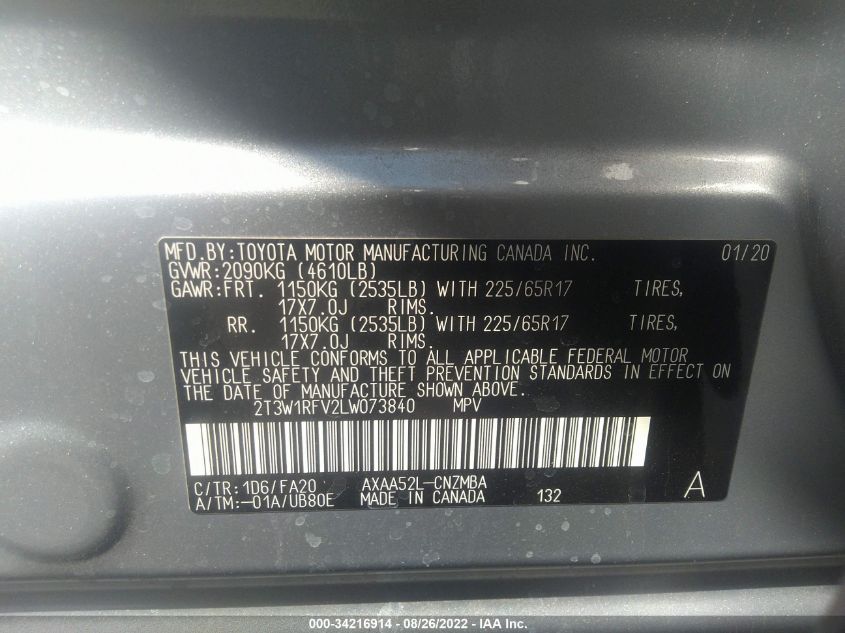 MFD.BY:TOYOTA MOTOR MANUFACTURING CANADA INC. 01/20
GVWR:2090KG (4610LB)
GAWR:FRT. 1150KG (2535LB) WITH 225/65R17 TIRES,
17X7.0J RIMS.
RR. 1150KG (2535LB) WITH 225/65R17 TIRES,
17X7.0J RIMS.
THIS VEHICLE CONFORMS TO ALL APPLICABLE FEDERAL MOTOR
VEHICLE SAFETY AND THEFT PREVENTION STANDARDS IN EFFECT ON
THE DATE OF MANUFACTURE SHOWN ABOVE.
2T3W1RFV2LW073840 MPV
C/TR:1D6/FA20 AXAA52L-CNZMBA
A/TM:-01A/UB80E MADE IN CANADA 132 A
000-34216914 - 08/26/2022 - IAA Inc.